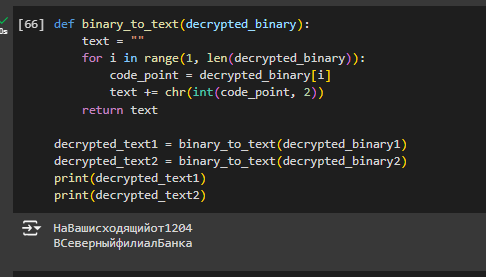 [66] def binary_to_text(decrypted_binary):
text = ""
for i in range(1, len(decrypted_binary)):
code_point = decrypted_binary[i]
text += chr(int(code_point, 2))
return text
decrypted_text1 = binary_to_text(decrypted_binary1)
decrypted_text2 = binary_to_text(decrypted_binary2)
print(decrypted_text1)
print(decrypted_text2)
НаВашисходящийот1204
ВСеверныйфилиалБанка